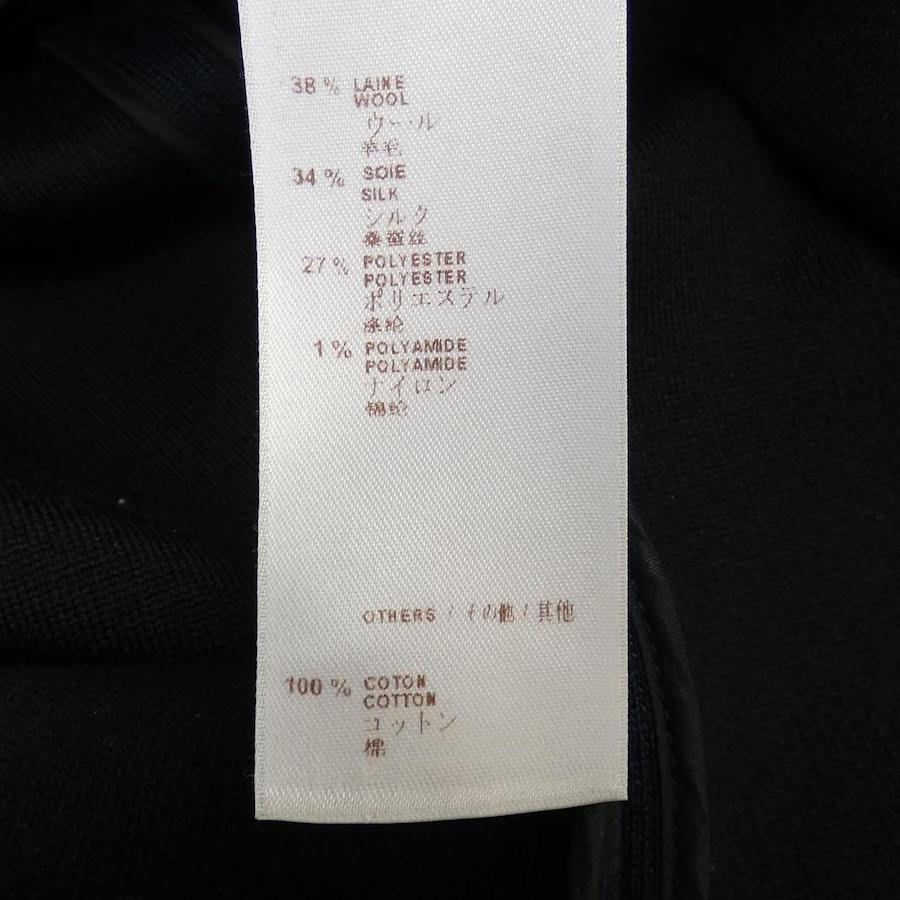 38 % LAINE
WOOL
ウール
羊毛
34 % SOIE
SILK
シルク
桑蚕丝
27 % POLYESTER
POLYESTER
ポリエステル
涤纶
1 % POLYAMIDE
POLYAMIDE
ナイロン
锦纶
OTHERS / その他 / 其他
100 % COTON
COTTON
コットン
棉